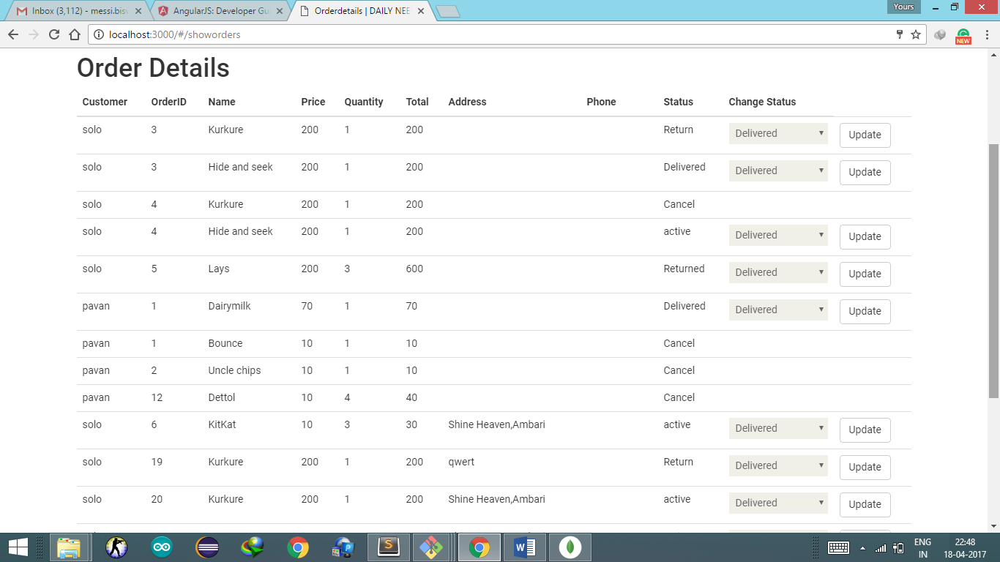 Inbox (3,112) - messi.bis
AngularJS: Developer Gu
Orderdetails | DAILY NEE
Yours
localhost:3000/#/showorders
NEW
Order Details
Customer OrderID Name Price Quantity Total Address Phone Status Change Status
solo 3 Kurkure 200 1 200 Return Delivered Update
solo 3 Hide and seek 200 1 200 Delivered Delivered Update
solo 4 Kurkure 200 1 200 Cancel
solo 4 Hide and seek 200 1 200 active Delivered Update
solo 5 Lays 200 3 600 Returned Delivered Update
pavan 1 Dairymilk 70 1 70 Delivered Delivered Update
pavan 1 Bounce 10 1 10 Cancel
pavan 2 Uncle chips 10 1 10 Cancel
pavan 12 Dettol 10 4 40 Cancel
solo 6 KitKat 10 3 30 Shine Heaven,Ambari active Delivered Update
solo 19 Kurkure 200 1 200 qwert Return Delivered Update
solo 20 Kurkure 200 1 200 Shine Heaven,Ambari active Delivered Update
ENG 22:48
IN 18-04-2017